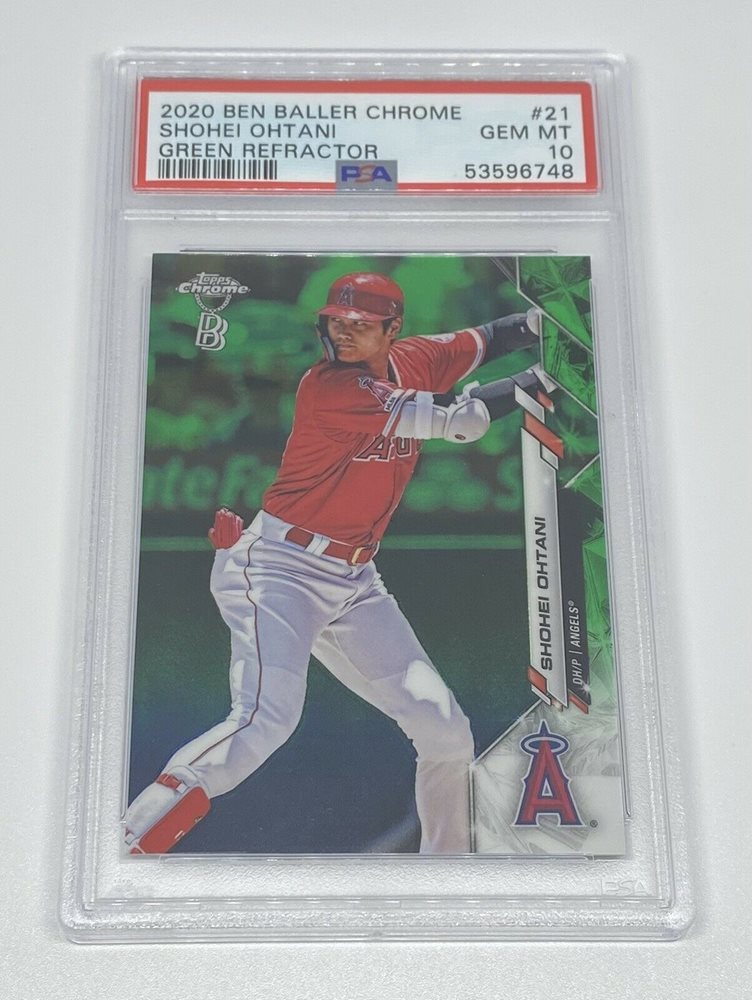 2020 BEN BALLER CHROME #21
SHOHEI OHTANI GEM MT
GREEN REFRACTOR 10
PSA 53596748
Topps
Chrome
B
A
SHOHEI OHTANI
DH/P | ANGELS®
A®
PSA